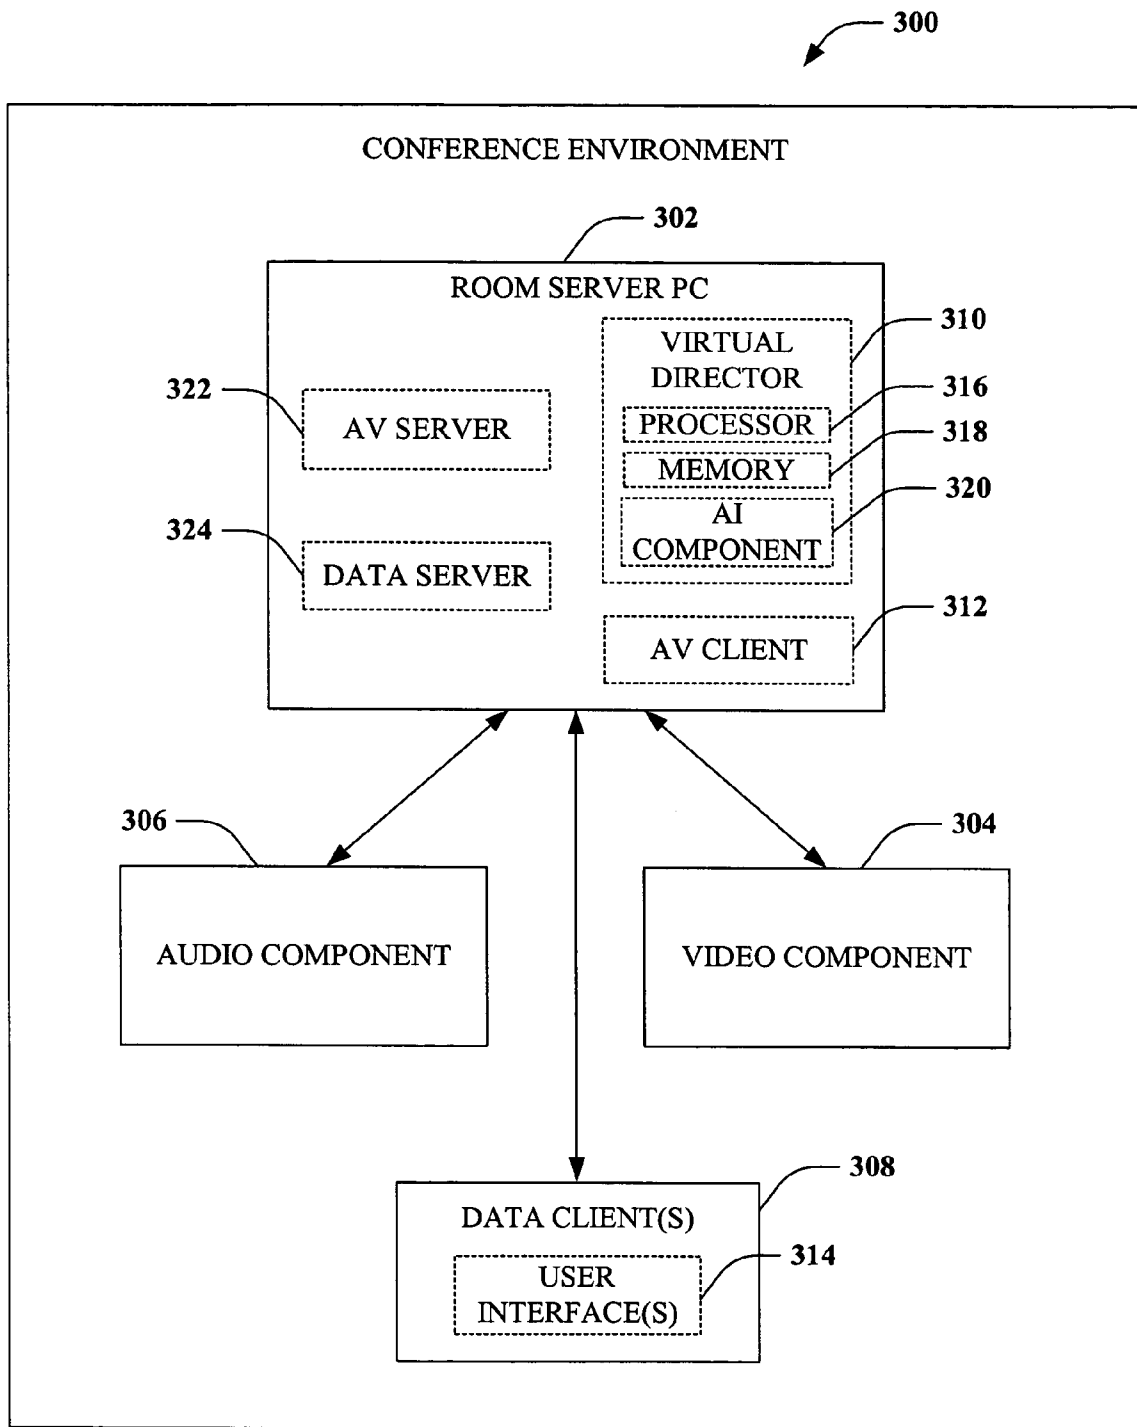 300
CONFERENCE ENVIRONMENT
302
ROOM SERVER PC
310
VIRTUAL
DIRECTOR
316
PROCESSOR
318
MEMORY
320
AI
COMPONENT
322
AV SERVER
324
DATA SERVER
312
AV CLIENT
306
AUDIO COMPONENT
304
VIDEO COMPONENT
308
DATA CLIENT(S)
314
USER
INTERFACE(S)